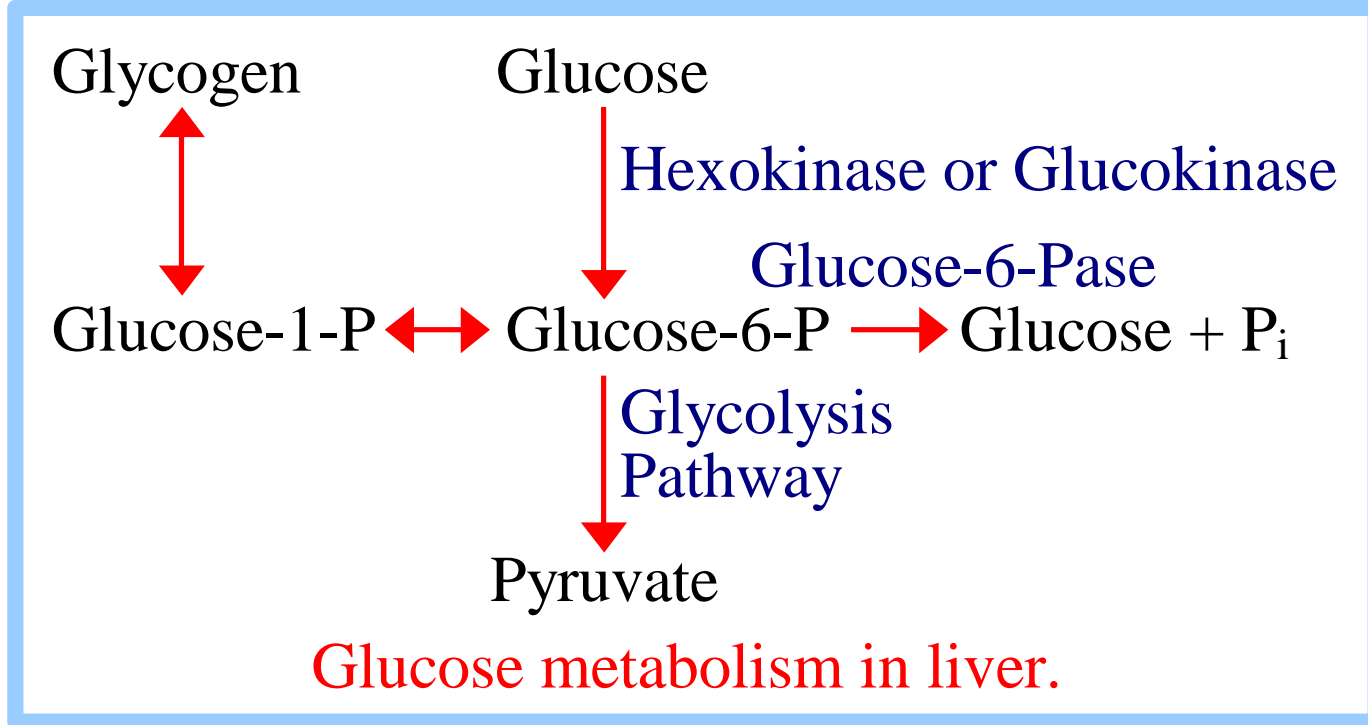 Glycogen
Glucose
Hexokinase or Glucokinase
Glucose-6-Pase
Glucose-1-P
Glucose-6-P
Glucose + Pi
Glycolysis
Pathway
Pyruvate
Glucose metabolism in liver.